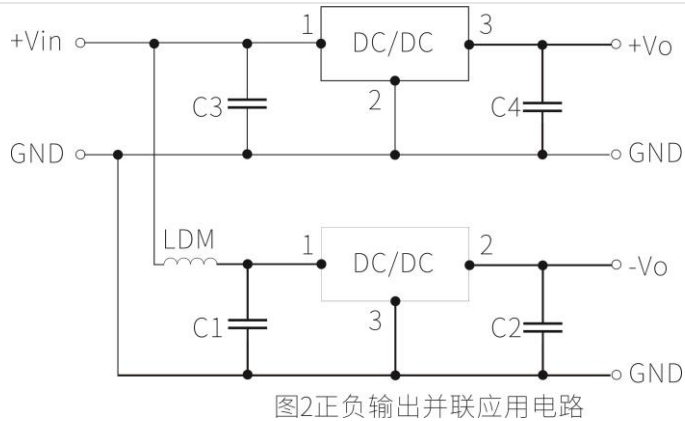 +Vin
1
DC/DC
3
+Vo
2
C3
C4
GND
GND
LDM
1
DC/DC
2
-Vo
3
C1
C2
GND
图2正负输出并联应用电路